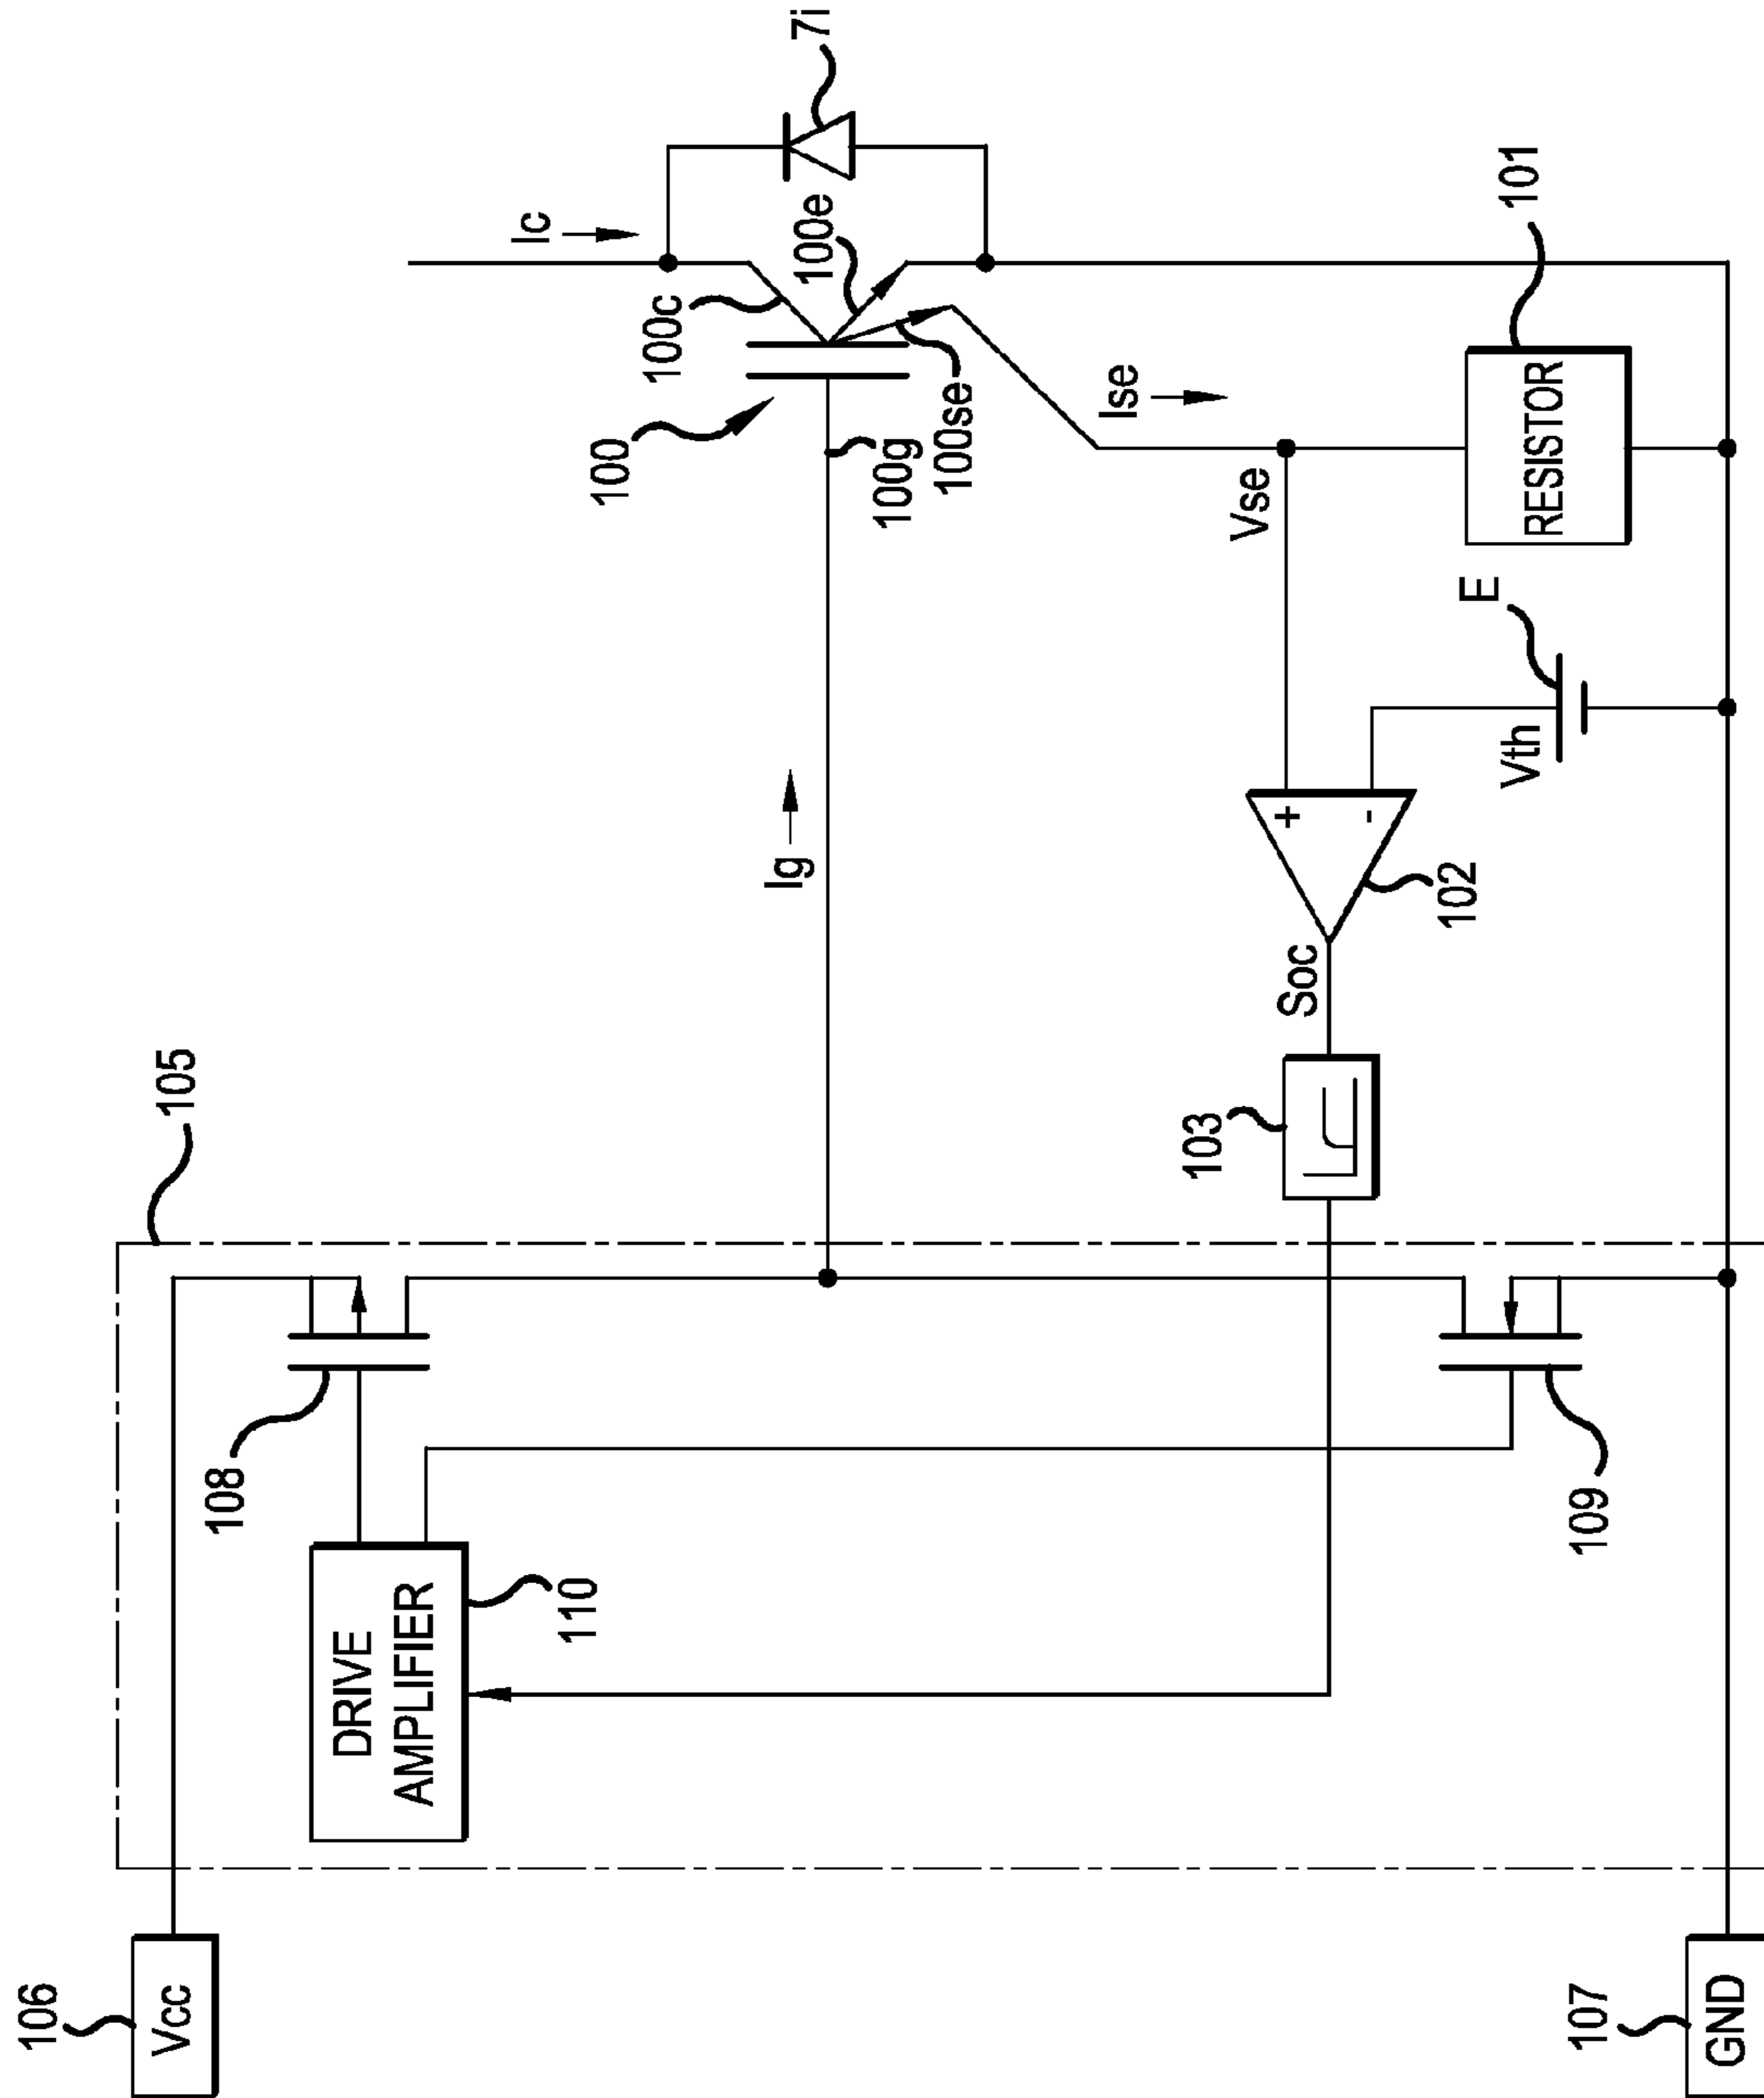 106
Vcc
105
108
DRIVE
AMPLIFIER
110
109
107
GND
Ig
103
Soc
102
+
-
Vth
E
Vse
Ise
RESISTOR
101
100
100g
100se
100c
100e
Ic
7i